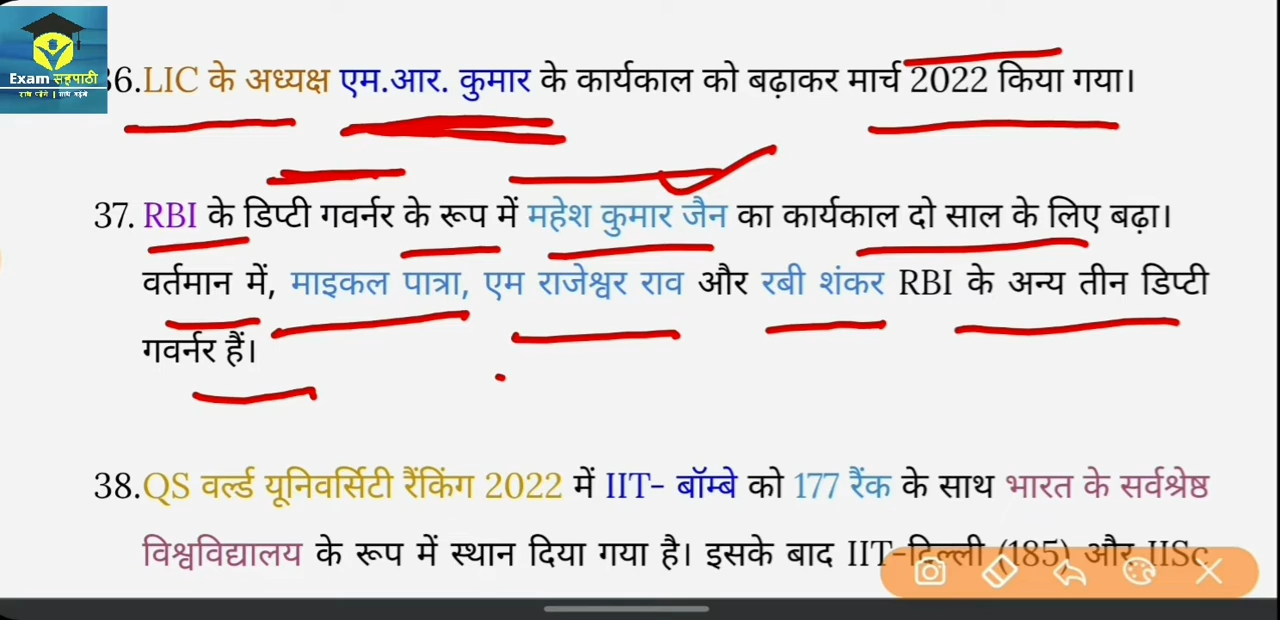 Exam सहपाठी
साथ पढ़ेंगे | साथ बढ़ेंगे
36.LIC के अध्यक्ष एम.आर. कुमार के कार्यकाल को बढ़ाकर मार्च 2022 किया गया।
37. RBI के डिप्टी गवर्नर के रूप में महेश कुमार जैन का कार्यकाल दो साल के लिए बढ़ा।
वर्तमान में, माइकल पात्रा, एम राजेश्वर राव और रबी शंकर RBI के अन्य तीन डिप्टी
गवर्नर हैं।
38.QS वर्ल्ड यूनिवर्सिटी रैंकिंग 2022 में IIT- बॉम्बे को 177 रैंक के साथ भारत के सर्वश्रेष्ठ
विश्वविद्यालय के रूप में स्थान दिया गया है। इसके बाद IIT-दिल्ली (185) और IISc